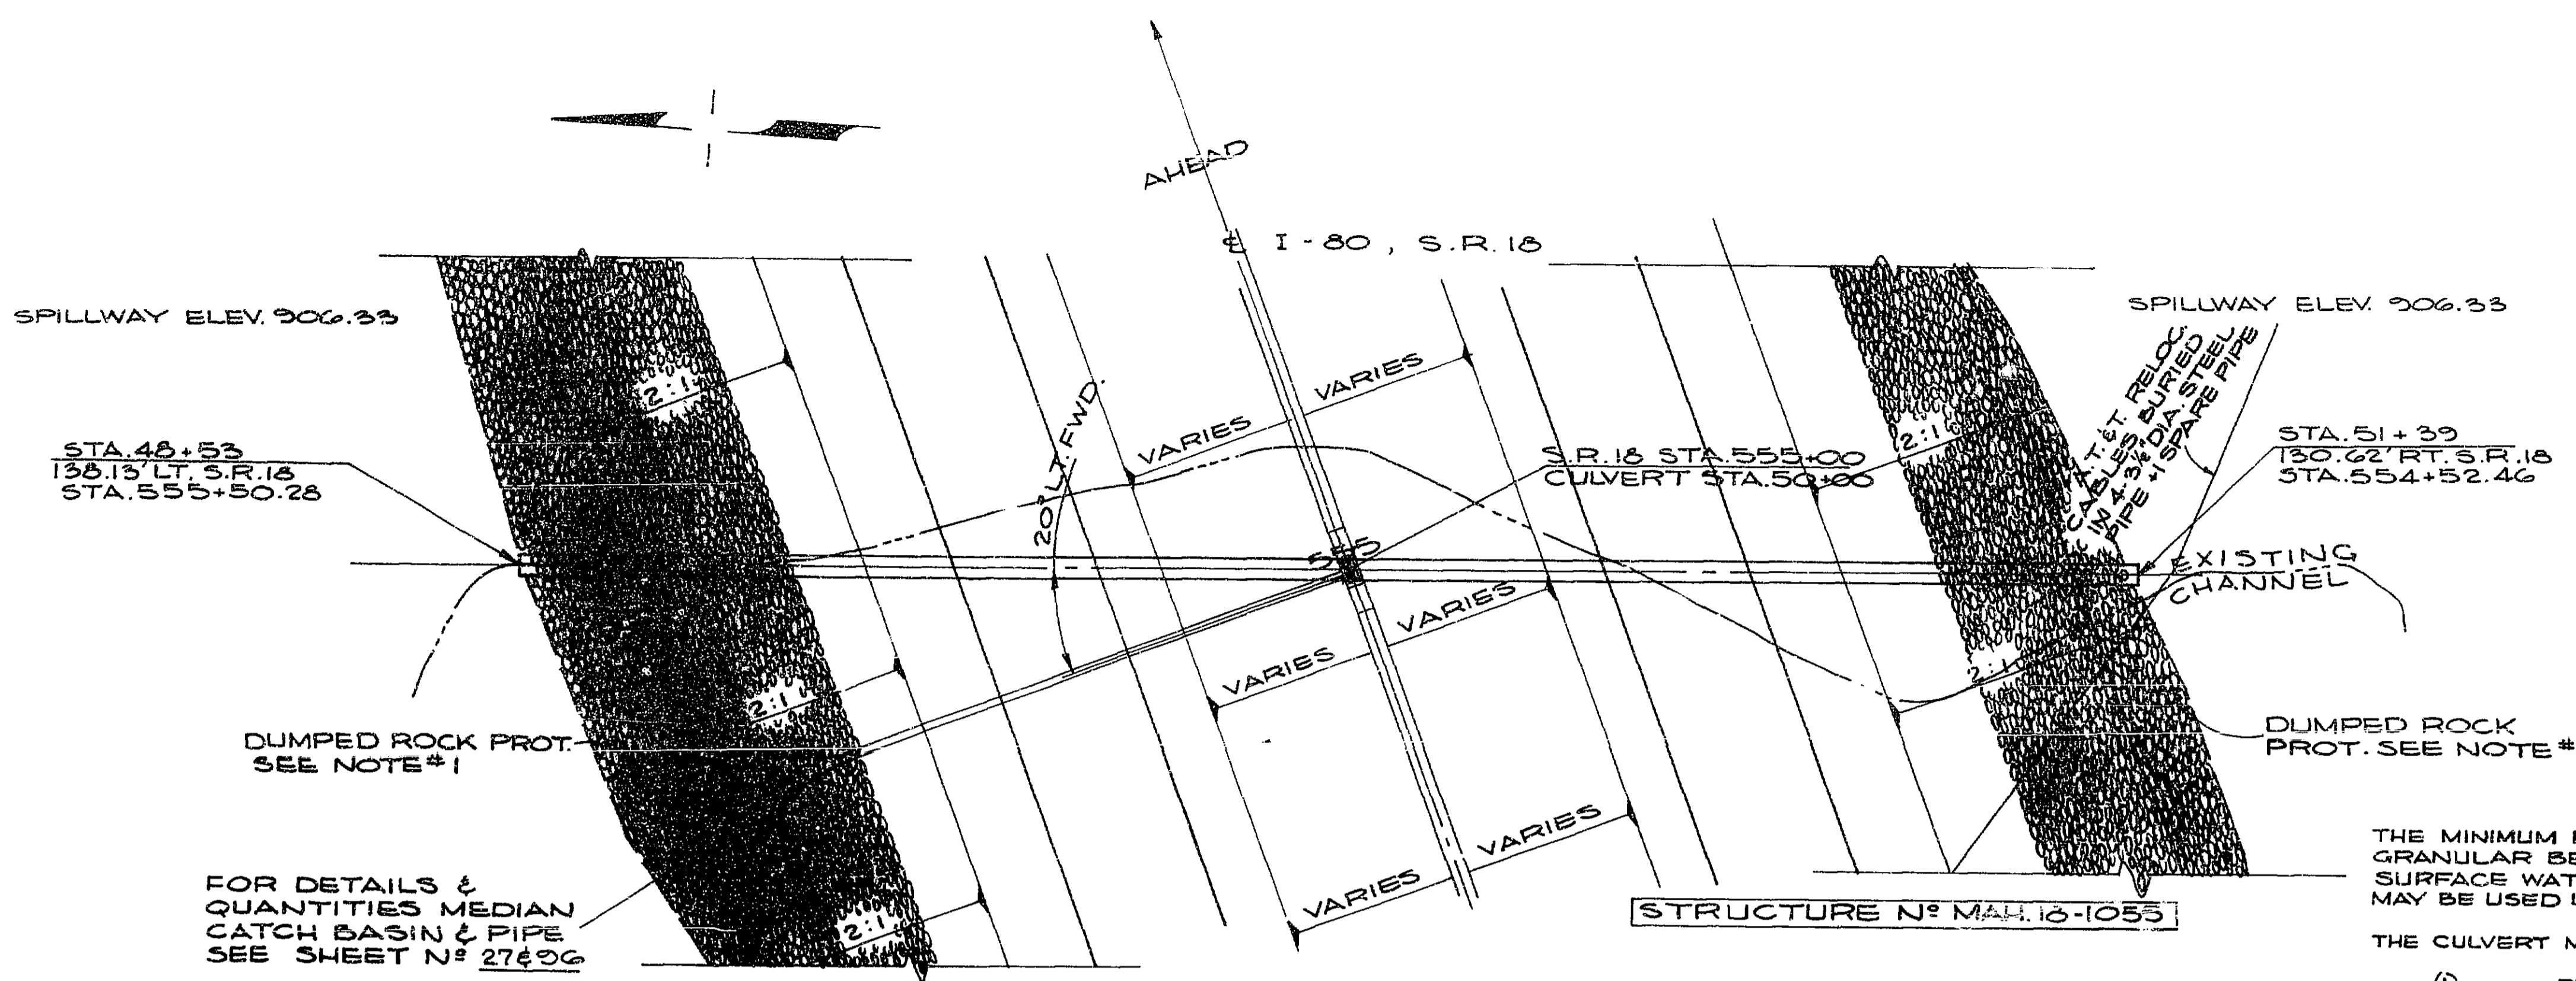 AHEAD
℄ I-80, S.R. 18
SPILLWAY ELEV. 906.33
SPILLWAY ELEV. 906.33
A.T.&T. RELOC.
CABLES BURIED
IN 4-3½" DIA. STEEL
PIPE +1 SPARE PIPE
2:1
VARIES
VARIES
20° LT. FWD.
2:1
STA. 48+53
138.13' LT. S.R.18
STA. 555+50.28
S.R.18 STA. 555+00
CULVERT STA. 50+00
STA. 51+39
130.62' RT. S.R.18
STA. 554+52.46
555
EXISTING
CHANNEL
VARIES
VARIES
2:1
2:1
DUMPED ROCK PROT.
SEE NOTE #1
DUMPED ROCK
PROT. SEE NOTE #
VARIES
VARIES
2:1
FOR DETAILS &
QUANTITIES MEDIAN
CATCH BASIN & PIPE
SEE SHEET Nº 27&96
STRUCTURE Nº MAH.18-1055
THE MINIMUM
GRANULAR BE
SURFACE WAT
MAY BE USED
THE CULVERT